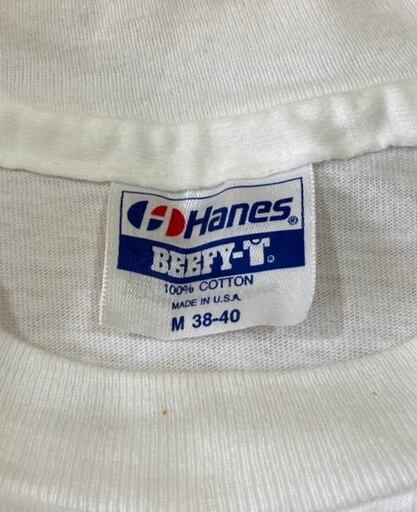 Hanes®
BEEFY-T®
100% COTTON
MADE IN U.S.A.
M 38-40